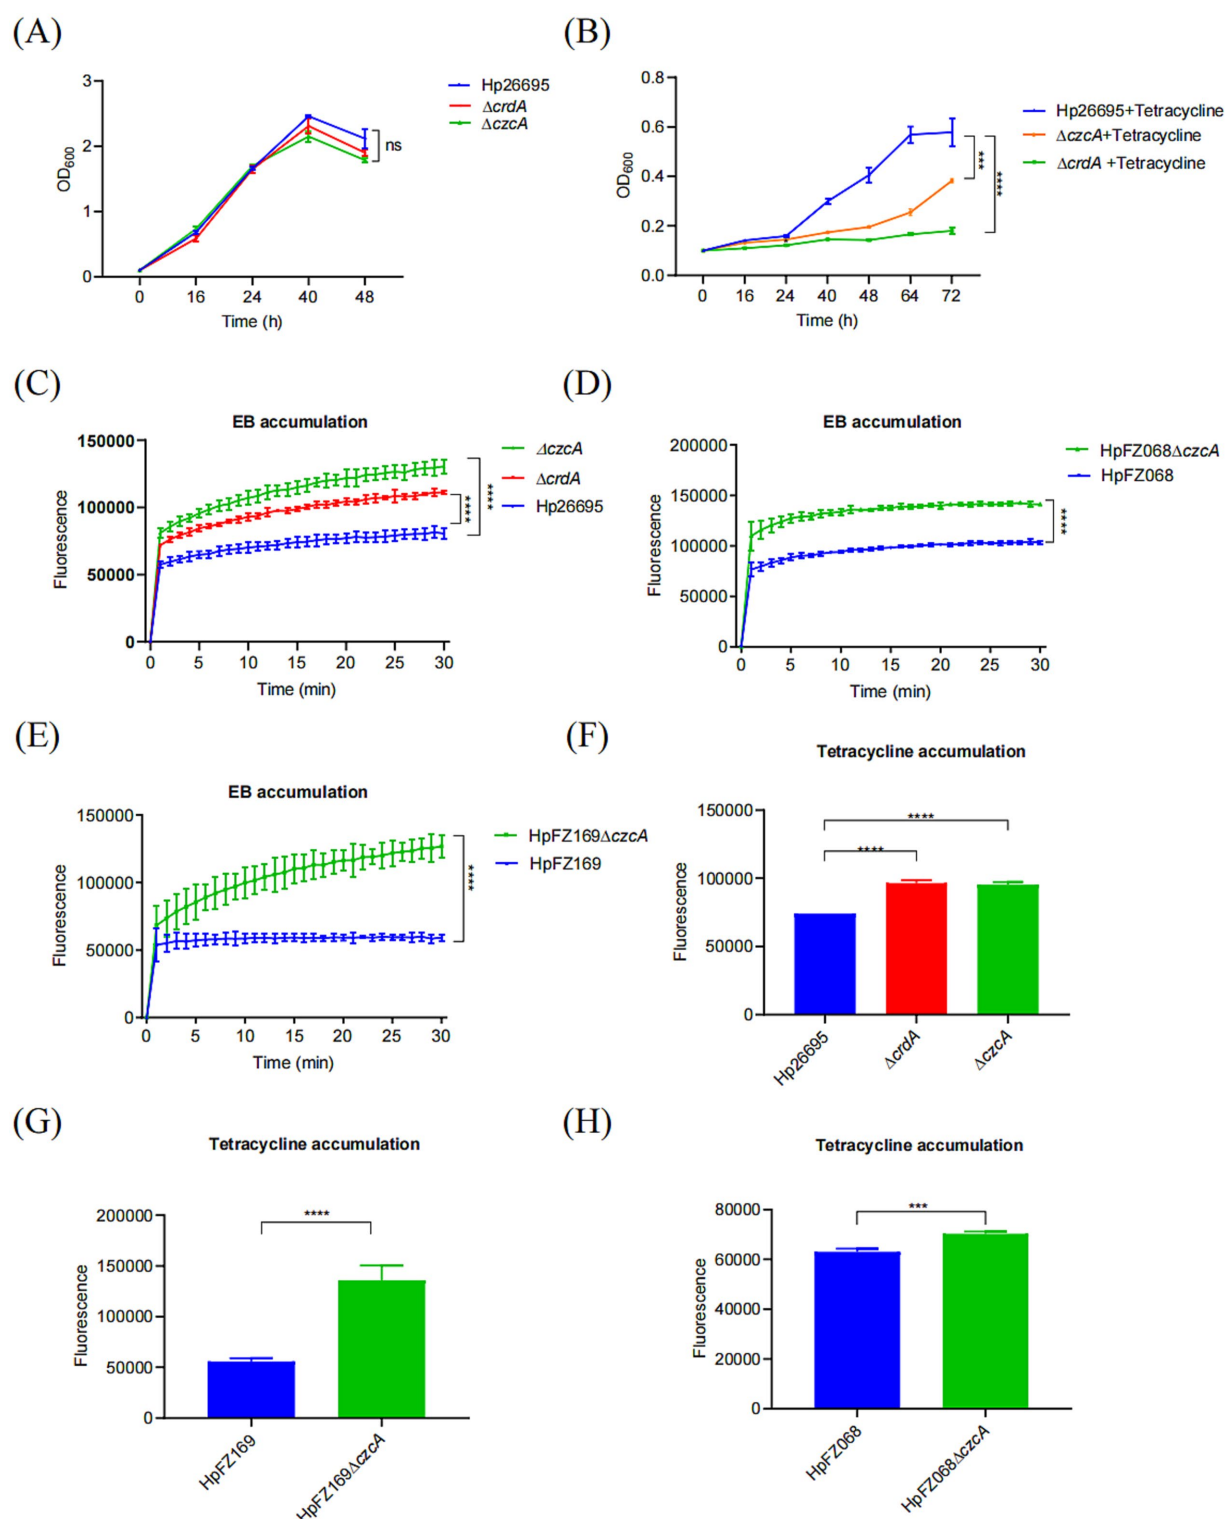 (A)
3
2
1
0
OD600
0 16 24 40 48
Time (h)
Hp26695
ΔcrdA
ΔczcA
ns
(B)
0.8
0.6
0.4
0.2
0.0
OD600
0 16 24 40 48 64 72
Time (h)
Hp26695+Tetracycline
ΔczcA+Tetracycline
ΔcrdA +Tetracycline
***
****
(C)
EB accumulation
150000
100000
50000
0
Fluorescence
0 5 10 15 20 25 30
Time (min)
ΔczcA
ΔcrdA
Hp26695
****
****
(D)
EB accumulation
200000
150000
100000
50000
0
Fluorescence
0 5 10 15 20 25 30
Time (min)
HpFZ068ΔczcA
HpFZ068
****
(E)
EB accumulation
150000
100000
50000
0
Fluorescence
0 5 10 15 20 25 30
Time (min)
HpFZ169ΔczcA
HpFZ169
****
(F)
Tetracycline accumulation
150000
100000
50000
0
Fluorescence
****
****
Hp26695
ΔcrdA
ΔczcA
(G)
Tetracycline accumulation
200000
150000
100000
50000
0
Fluorescence
****
HpFZ169
HpFZ169ΔczcA
(H)
Tetracycline accumulation
80000
60000
40000
20000
0
Fluorescence
***
HpFZ068
HpFZ068ΔczcA